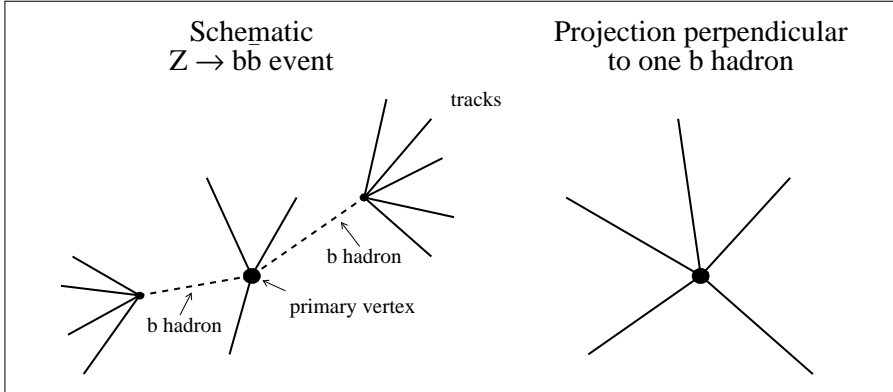 Schematic
Z → bb̄ event
Projection perpendicular
to one b hadron
tracks
b hadron
primary vertex
b hadron